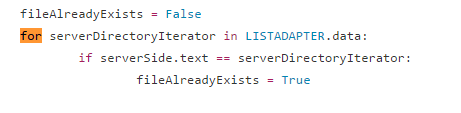 fileAlreadyExists = False
for serverDirectoryIterator in LISTADAPTER.data:
if serverSide.text == serverDirectoryIterator:
fileAlreadyExists = True